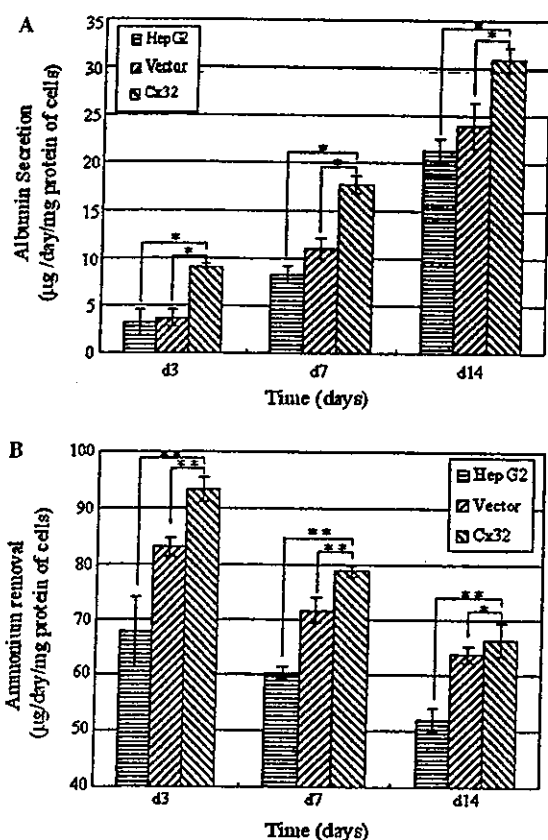 A
HepG2
Vector
Cx32
Albumin Secretion
(µg/day/mg protein of cells)
35
30
25
20
15
10
5
0
*
*
*
*
*
*
d3
d7
d14
Time (days)
B
HepG2
Vector
Cx32
Ammonium removal
(µg/day/mg protein of cells)
100
90
80
70
60
50
40
**
**
**
**
**
*
d3
d7
d14
Time (days)